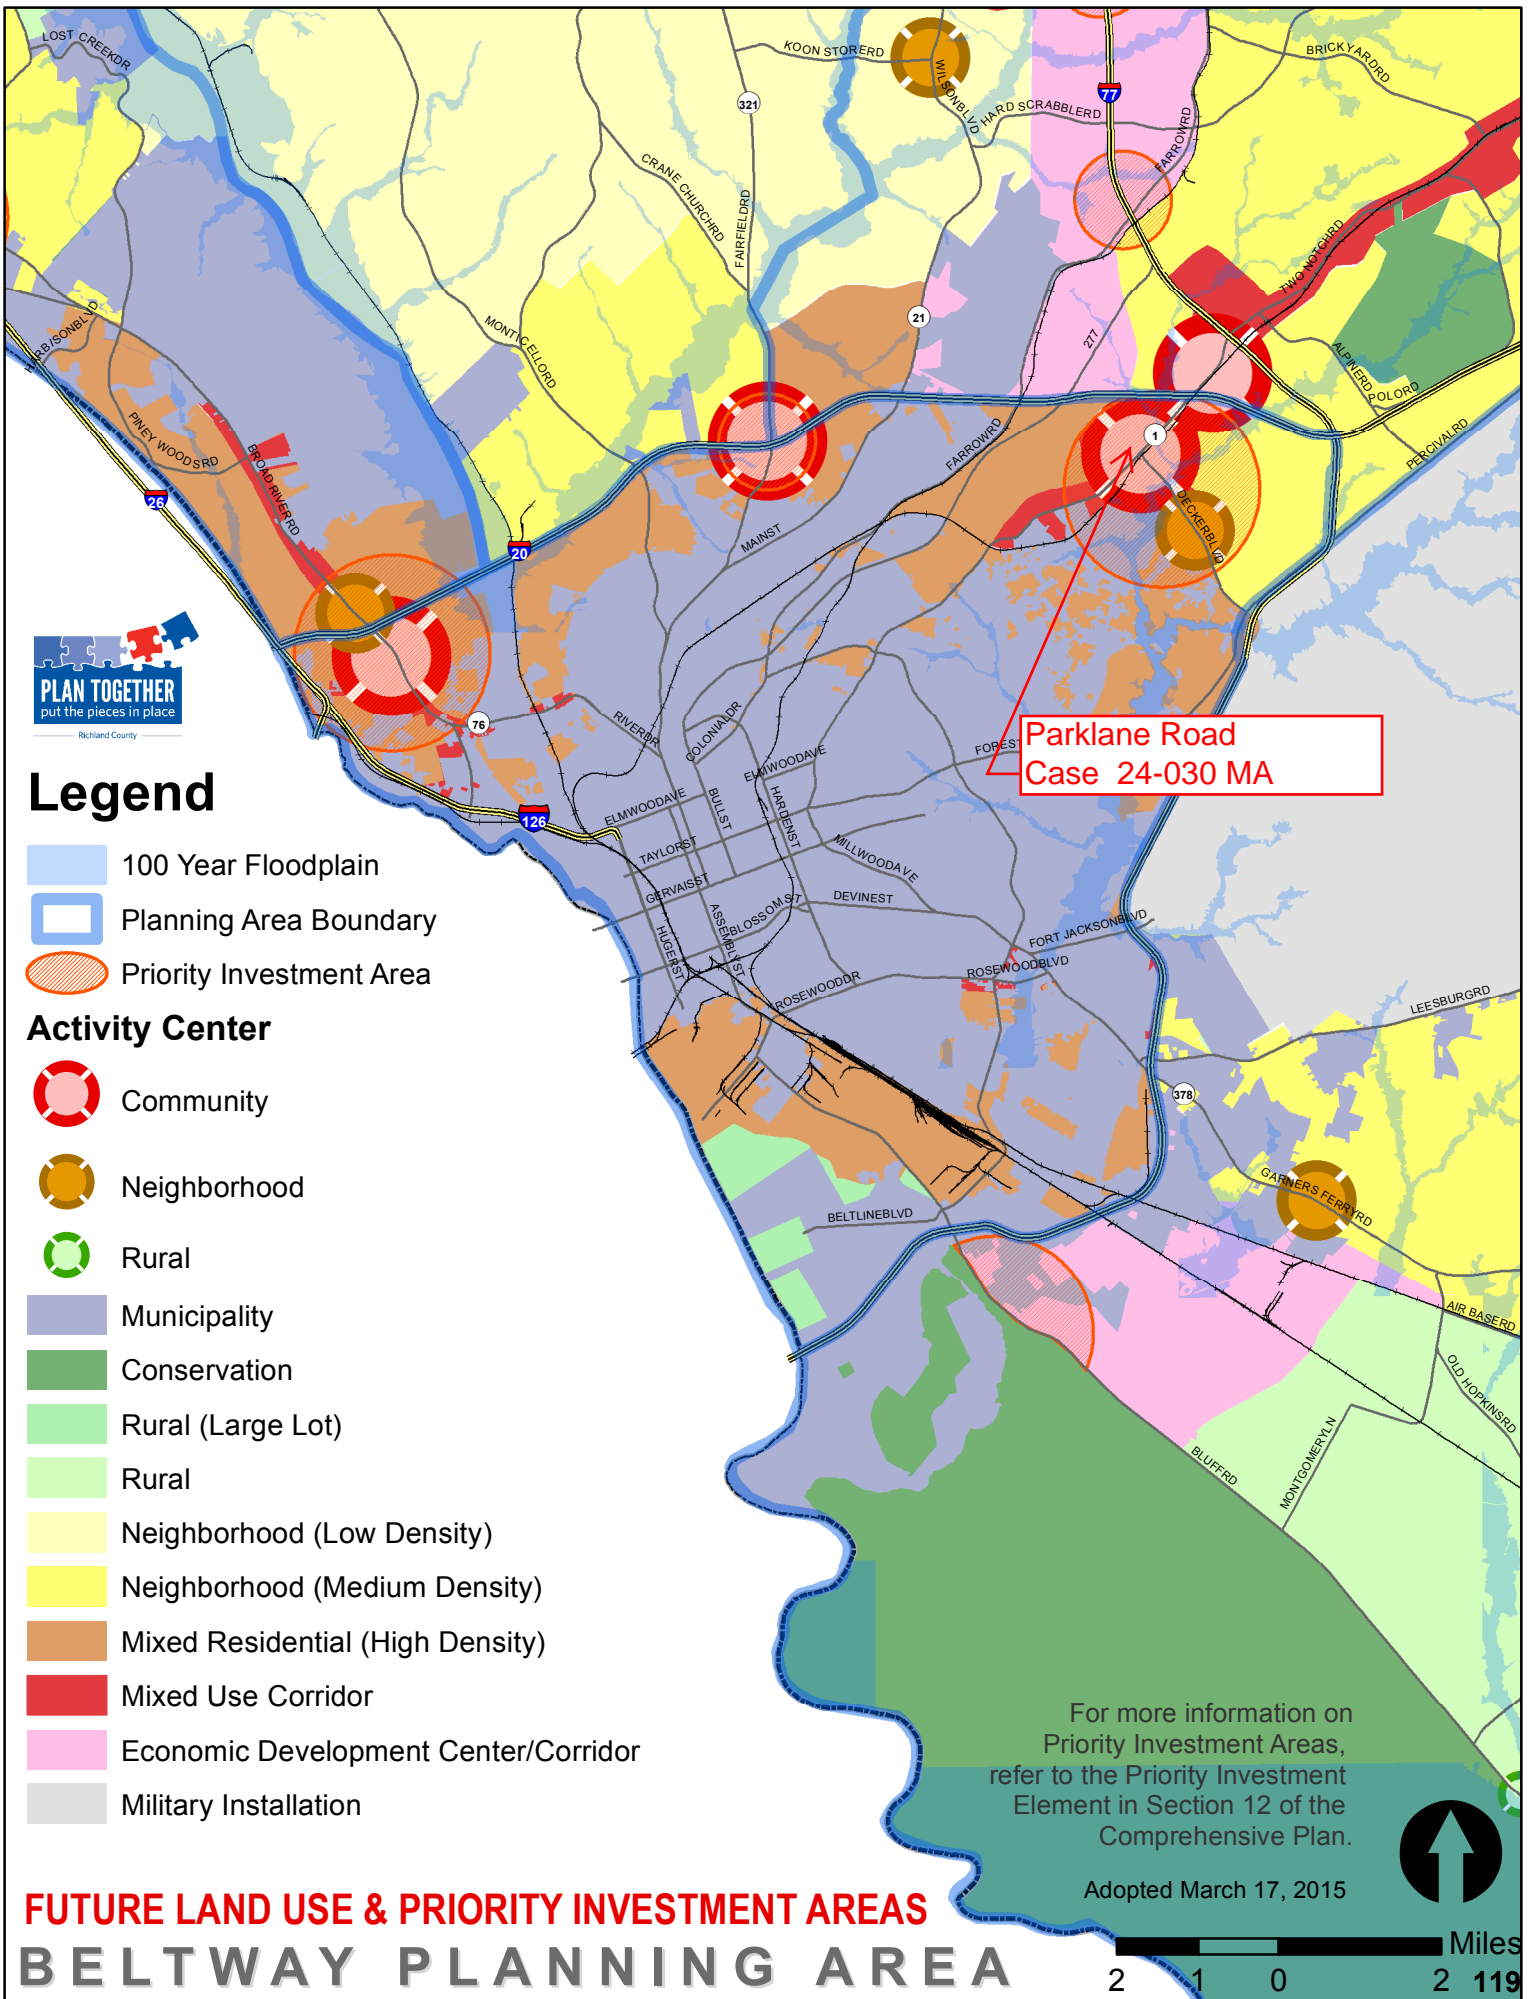 LOST CREEKDR
KOON STORERD
WILSONBLVD
BRICKYARDRD
77
321
HARD SCRABBLERD
FARROWRD
CRANE CHURCHRD
FAIRFIELDRD
TWO NOTCHRD
HARBISONBLVD
MONTICELLORD
21
277
ALPINERD
POLORD
PINEY WOODSRD
BROAD RIVERRD
FARROWRD
1
PERCIVALRD
26
20
MAINST
DECKERBLVD
PLAN TOGETHER
put the pieces in place
Richland County
76
RIVERDR
COLONIALDR
ELMWOODAVE
FOREST
Parklane Road
Case 24-030 MA
Legend
126
ELMWOODAVE
BULLST
HARDENST
TAYLORST
MILLWOODAVE
GERVAISST
DEVINEST
BLOSSOMST
ASSEMBLYST
HUGERST
FORT JACKSONBLVD
ROSEWOODBLVD
ROSEWOODDR
LEESBURGRD
378
GARNERS FERRYRD
BELTLINEBLVD
AIR BASERD
OLD HOPKINSRD
MONTGOMERYLN
BLUFFRD
100 Year Floodplain
Planning Area Boundary
Priority Investment Area
Activity Center
Community
Neighborhood
Rural
Municipality
Conservation
Rural (Large Lot)
Rural
Neighborhood (Low Density)
Neighborhood (Medium Density)
Mixed Residential (High Density)
Mixed Use Corridor
Economic Development Center/Corridor
Military Installation
For more information on
Priority Investment Areas,
refer to the Priority Investment
Element in Section 12 of the
Comprehensive Plan.
Adopted March 17, 2015
FUTURE LAND USE & PRIORITY INVESTMENT AREAS
BELTWAY PLANNING AREA
Miles
2 1 0 2
119